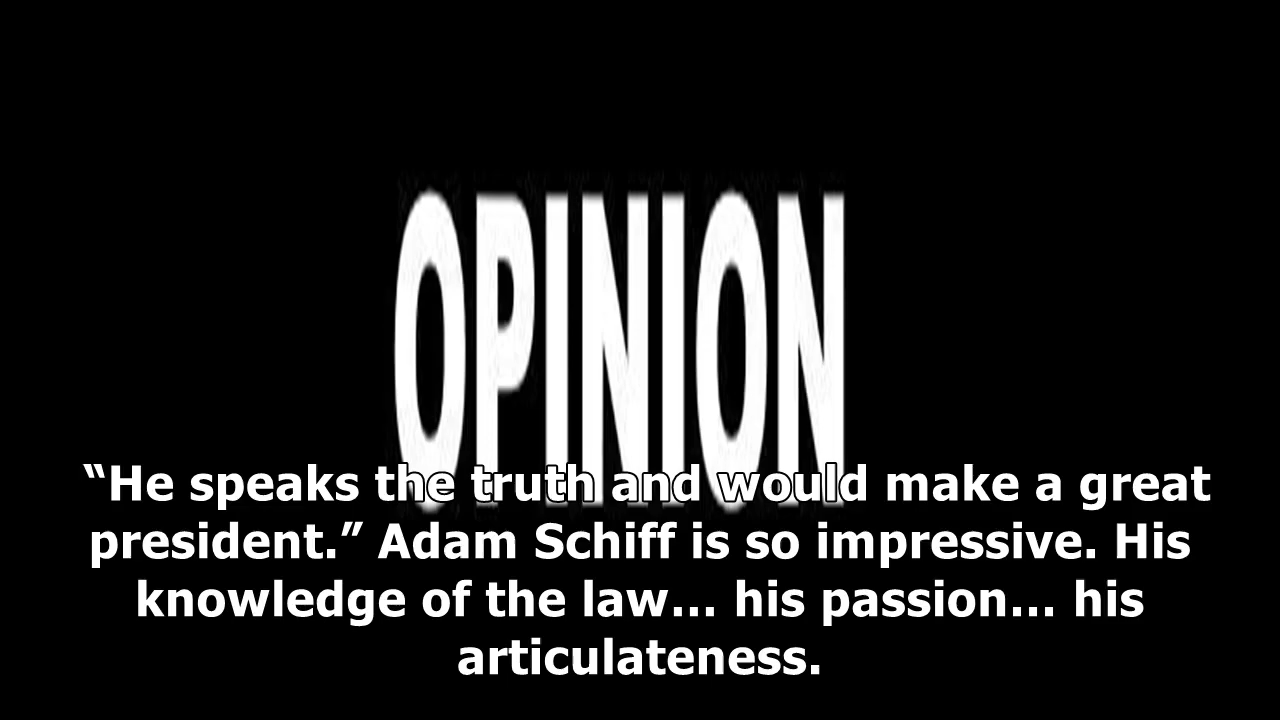 OPINION
“He speaks the truth and would make a great
president.” Adam Schiff is so impressive. His
knowledge of the law... his passion... his
articulateness.